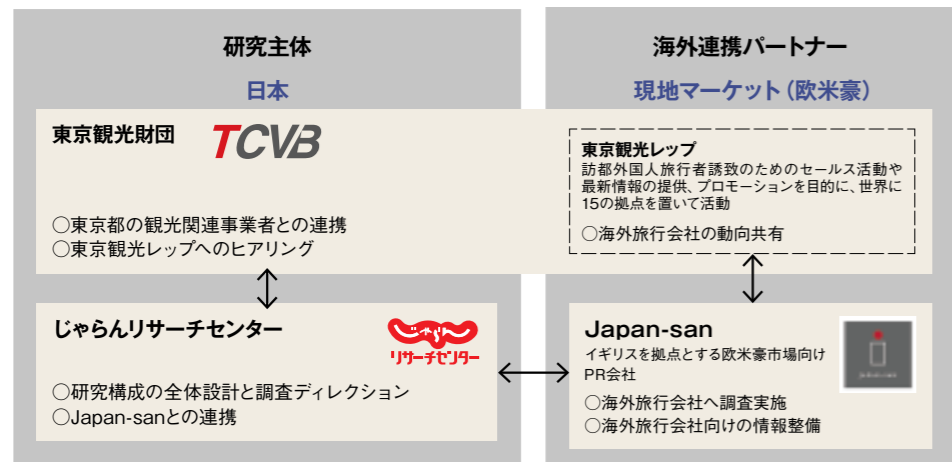 研究主体
日本
海外連携パートナー
現地マーケット（欧米豪）
東京観光財団
TCVB
○東京都の観光関連事業者との連携
○東京観光レップへのヒアリング
東京観光レップ
訪都外国人旅行者誘致のためのセールス活動や
最新情報の提供、プロモーションを目的に、世界に
15の拠点を置いて活動
○海外旅行会社の動向共有
じゃらんリサーチセンター
じゃらん
リサーチセンター
○研究構成の全体設計と調査ディレクション
○Japan-sanとの連携
Japan-san
イギリスを拠点とする欧米豪市場向け
PR会社
○海外旅行会社へ調査実施
○海外旅行会社向けの情報整備